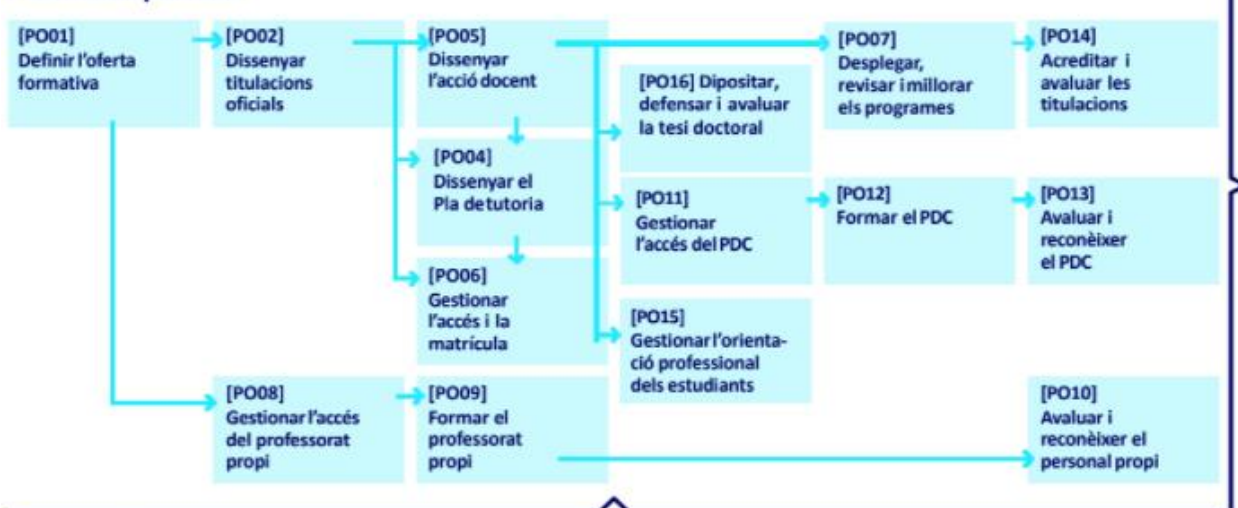 [PO01]
Definir l'oferta
formativa
[PO02]
Dissenyar
titulacions
oficials
[PO05]
Dissenyar
l'acció docent
[PO07]
Desplegar,
revisar i millorar
els programes
[PO14]
Acreditar i
avaluar les
titulacions
[PO16] Dipositar,
defensar i avaluar
la tesi doctoral
[PO04]
Dissenyar el
Pla de tutoria
[PO11]
Gestionar
l'accés del PDC
[PO12]
Formar el PDC
[PO13]
Avaluar i
reconèixer
el PDC
[PO06]
Gestionar
l'accés i la
matrícula
[PO15]
Gestionar l'orienta-
ció professional
dels estudiants
[PO08]
Gestionar l'accés
del professorat
propi
[PO09]
Formar el
professorat
propi
[PO10]
Avaluar i
reconèixer el
personal propi